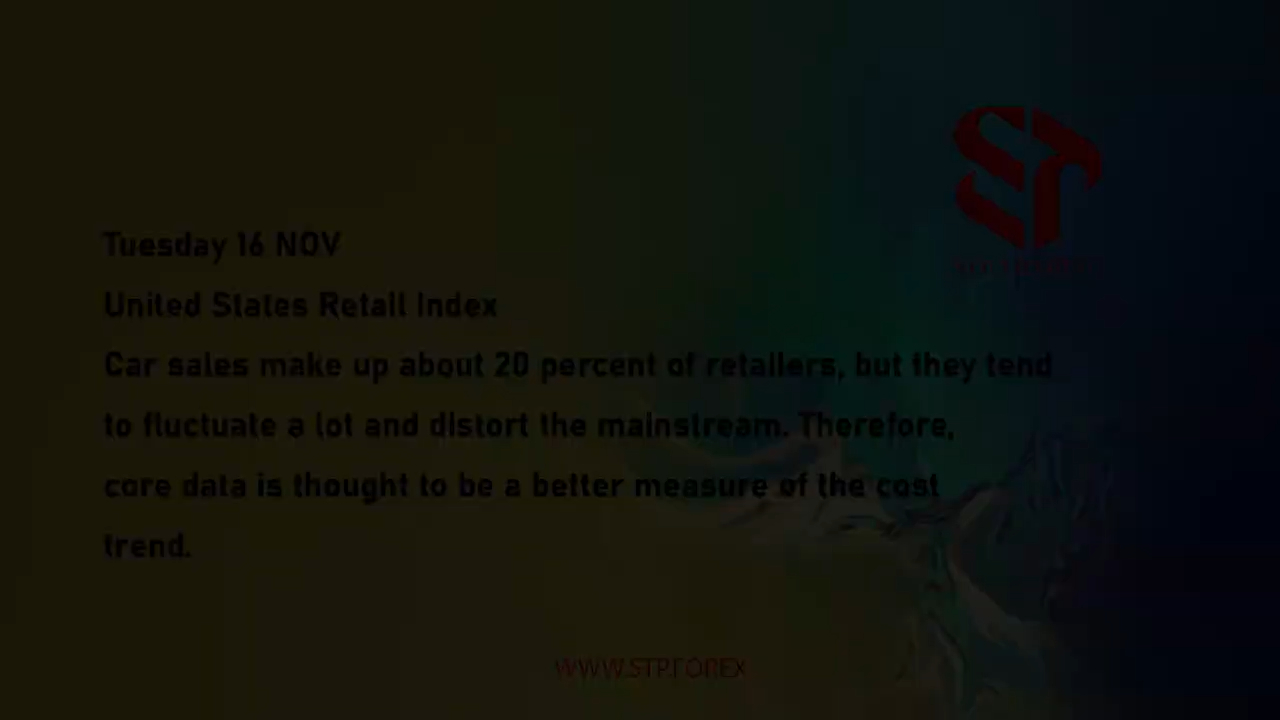 Tuesday 16 NOV
United States Retail Index
Car sales make up about 20 percent of retailers, but they tend
to fluctuate a lot and distort the mainstream. Therefore,
core data is thought to be a better measure of the cost
trend.
WWW.STP.FOREX